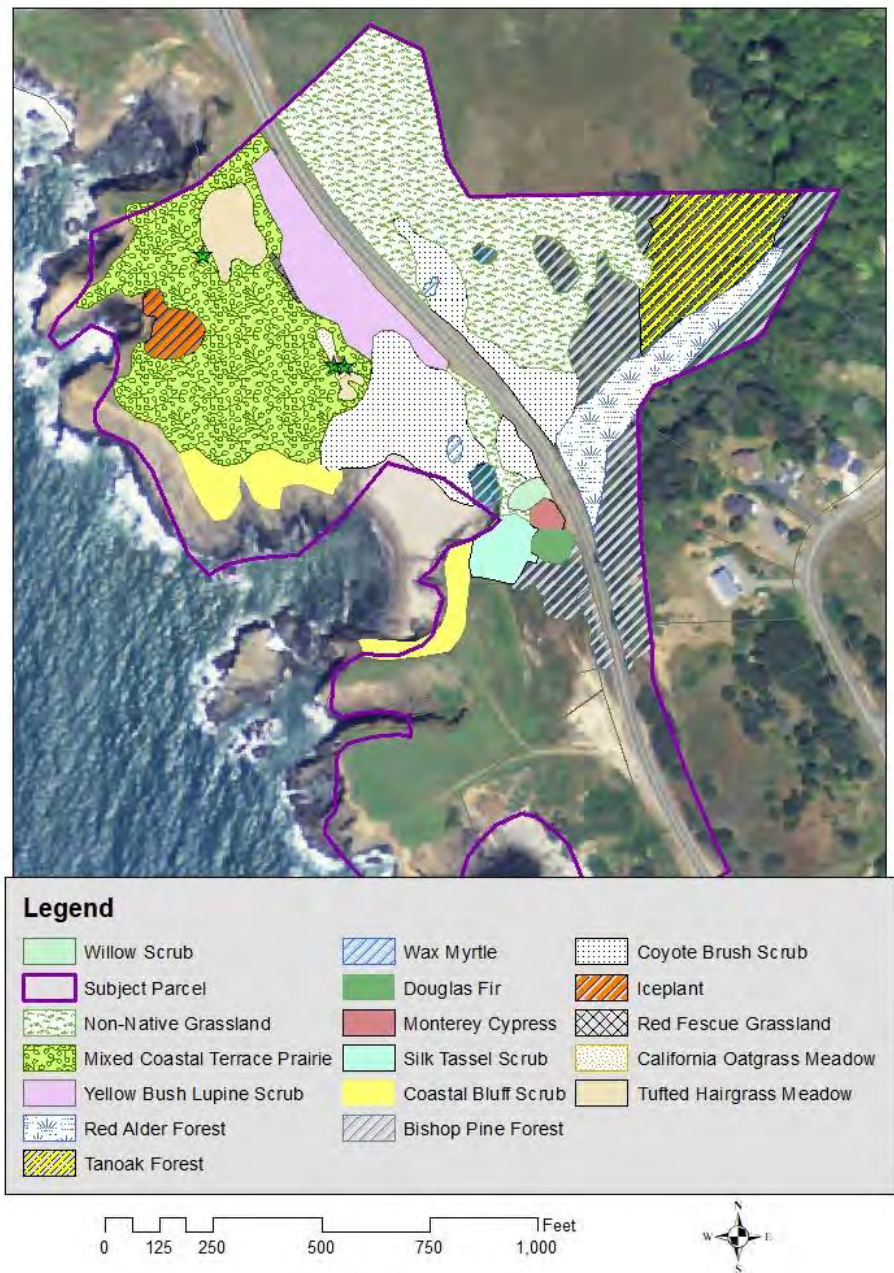 Legend
Willow Scrub
Subject Parcel
Non-Native Grassland
Mixed Coastal Terrace Prairie
Yellow Bush Lupine Scrub
Red Alder Forest
Tanoak Forest
Wax Myrtle
Douglas Fir
Monterey Cypress
Silk Tassel Scrub
Coastal Bluff Scrub
Bishop Pine Forest
Coyote Brush Scrub
Iceplant
Red Fescue Grassland
California Oatgrass Meadow
Tufted Hairgrass Meadow
Feet
0 125 250 500 750 1,000
N
W E
S